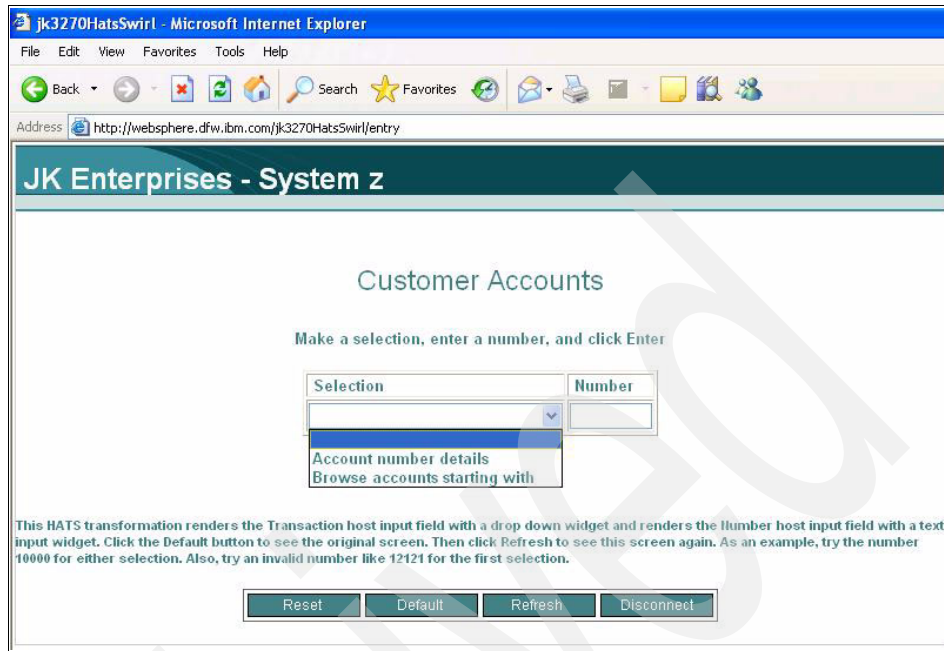 jk3270HatsSwirl - Microsoft Internet Explorer
File Edit View Favorites Tools Help
Back Search Favorites
Address http://websphere.dfw.ibm.com/jk3270HatsSwirl/entry
JK Enterprises - System z
Customer Accounts
Make a selection, enter a number, and click Enter
Selection Number
Account number details
Browse accounts starting with
This HATS transformation renders the Transaction host input field with a drop down widget and renders the Number host input field with a text
input widget. Click the Default button to see the original screen. Then click Refresh to see this screen again. As an example, try the number
10000 for either selection. Also, try an invalid number like 12121 for the first selection.
Reset Default Refresh Disconnect